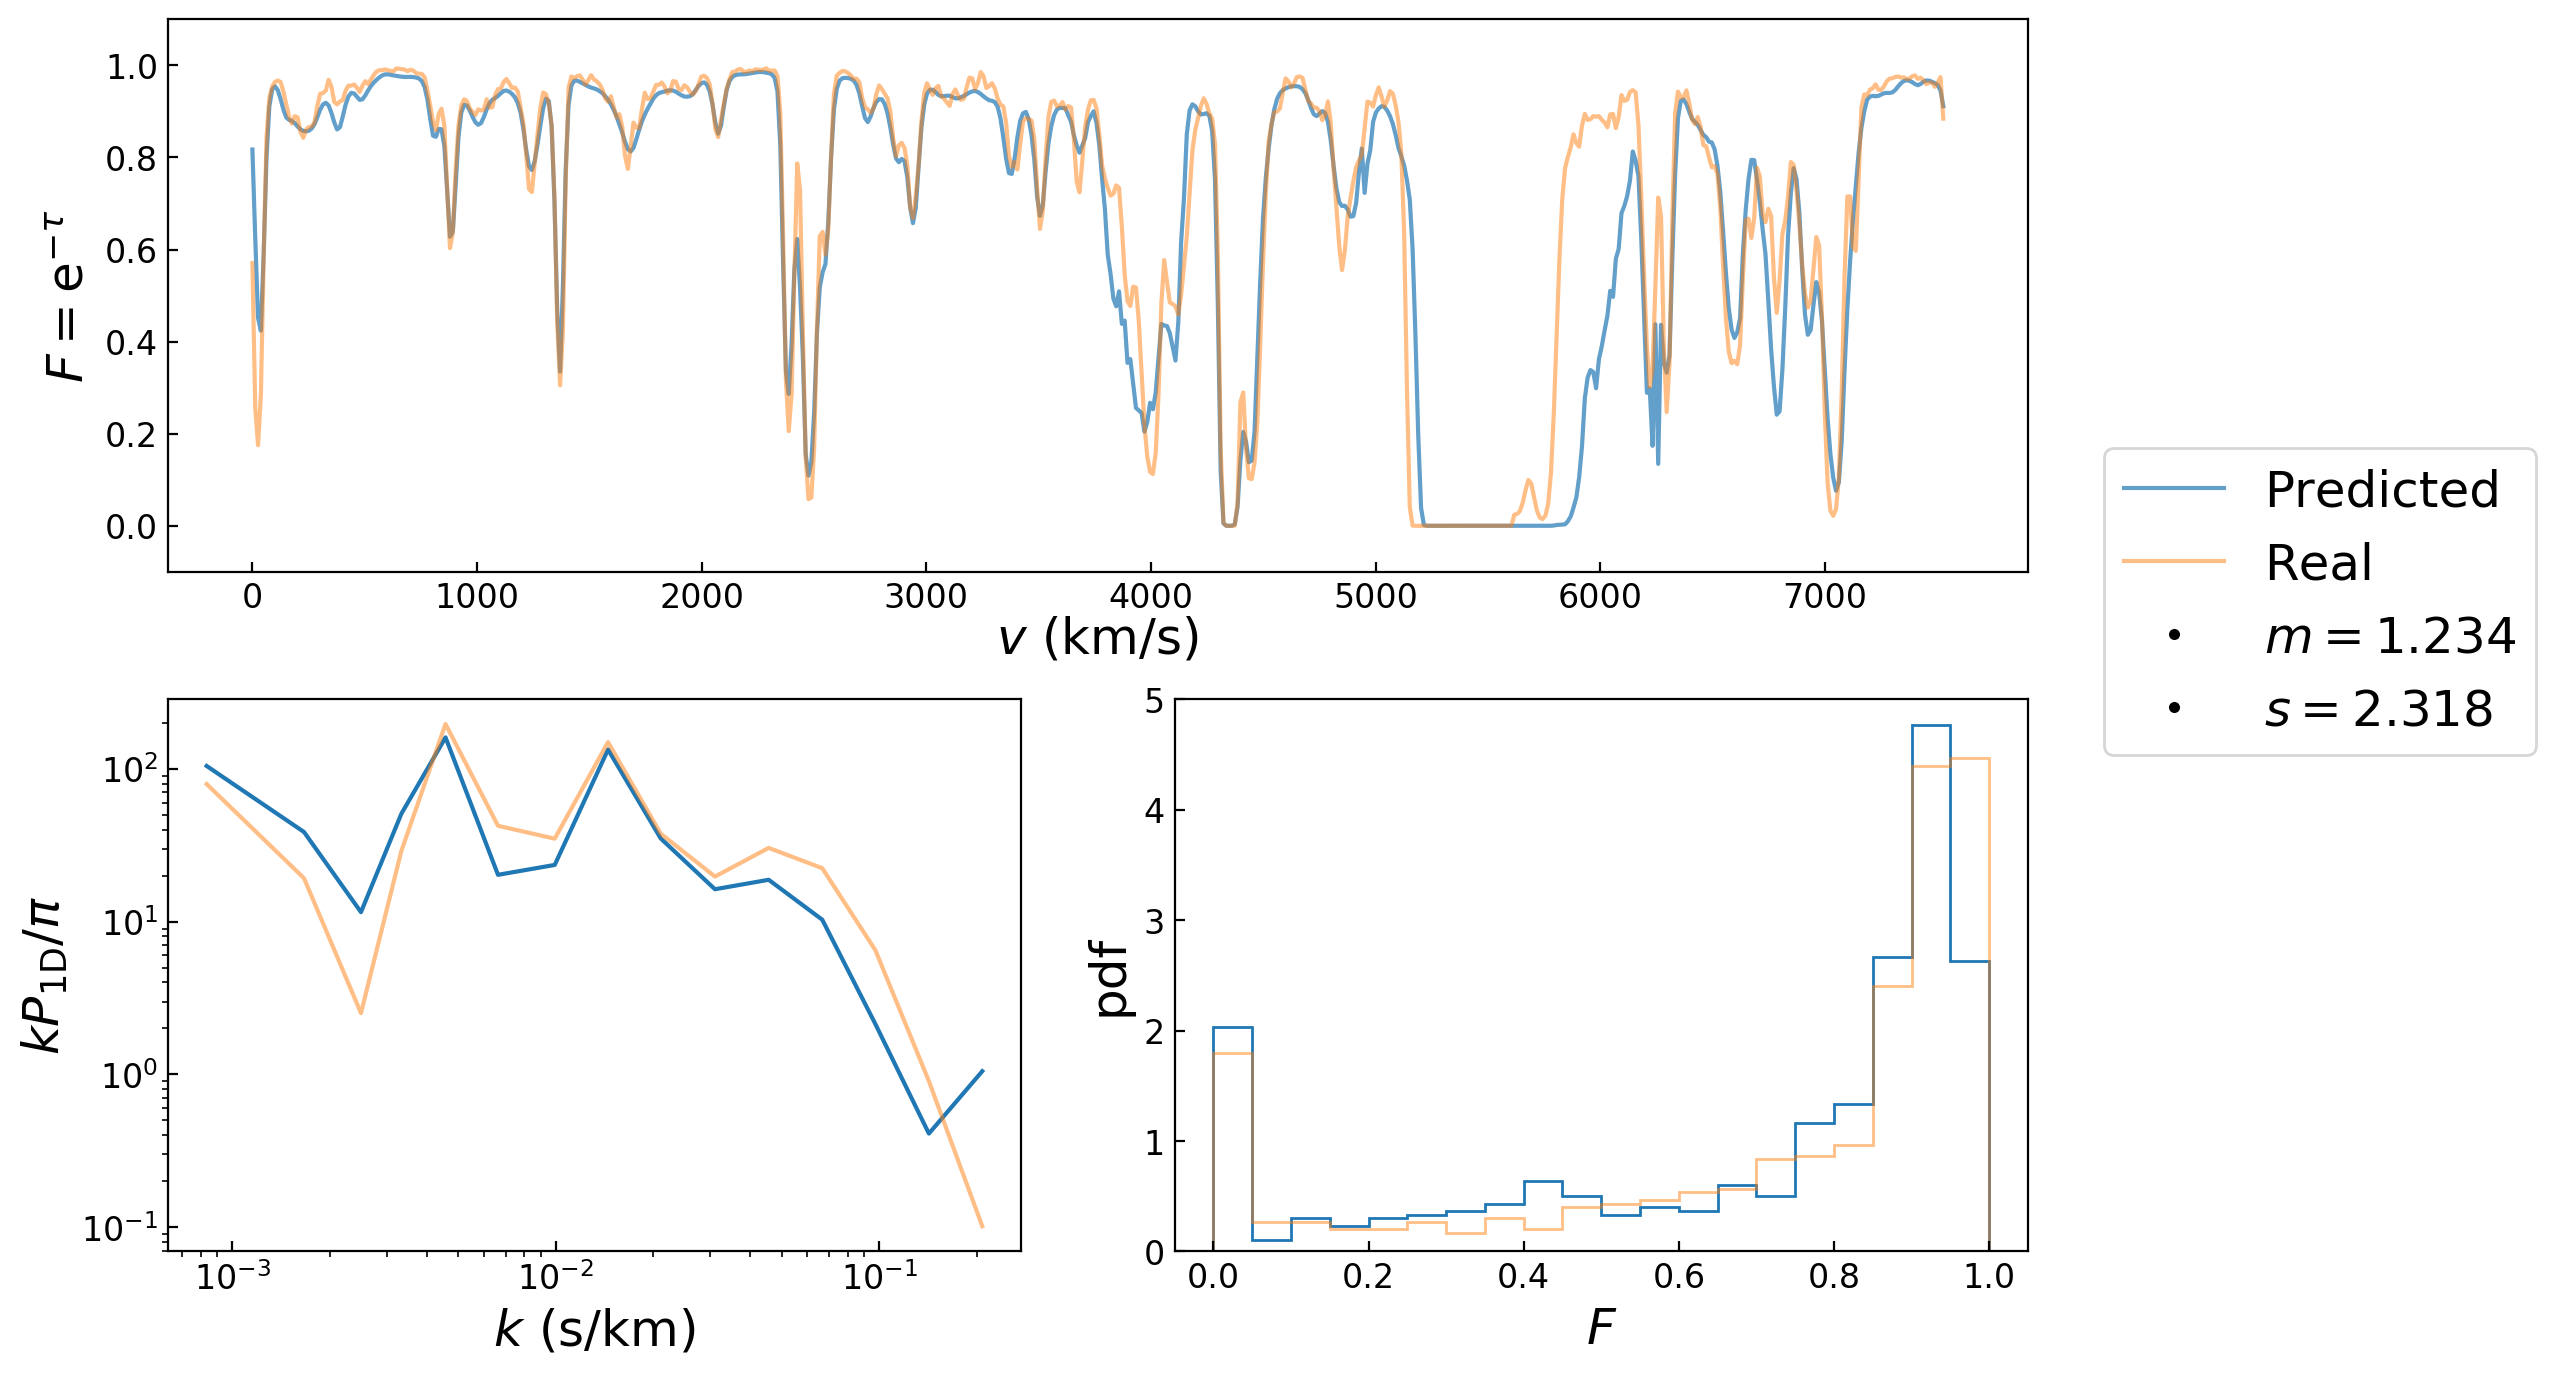 1.0
0.8
0.6
0.4
0.2
0.0
F = e^{−τ}
0 1000 2000 3000 4000 5000 6000 7000
v (km/s)
Predicted
Real
m = 1.234
s = 2.318
10^2
10^1
10^0
10^{−1}
kP_{1D}/π
10^{−3} 10^{−2} 10^{−1}
k (s/km)
5
4
3
2
1
0
pdf
0.0 0.2 0.4 0.6 0.8 1.0
F